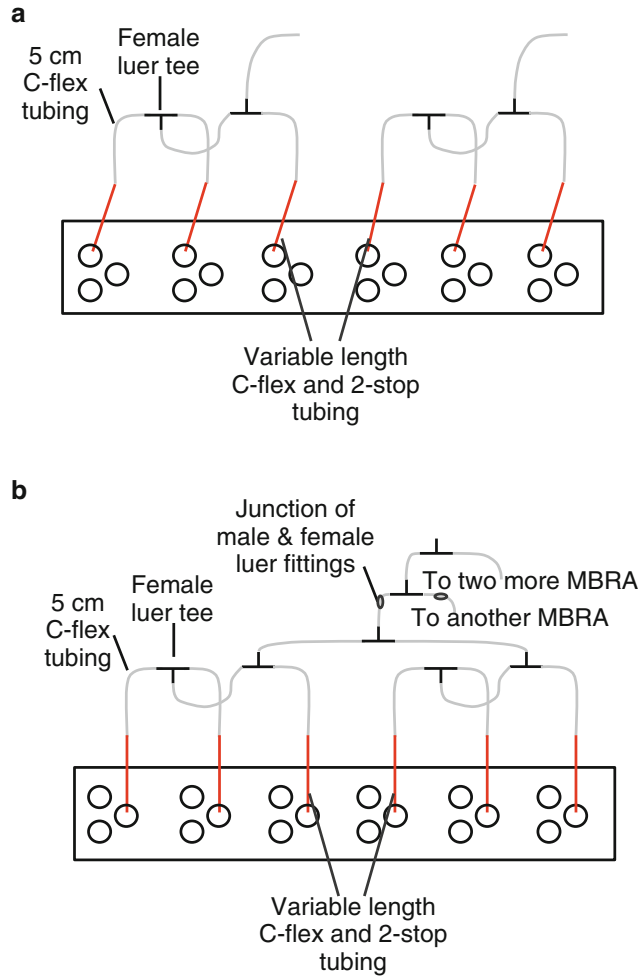 a
Female
luer tee
5 cm
C-flex
tubing
Variable length
C-flex and 2-stop
tubing
b
Junction of
male & female
luer fittings
To two more MBRA
To another MBRA
Female
luer tee
5 cm
C-flex
tubing
Variable length
C-flex and 2-stop
tubing